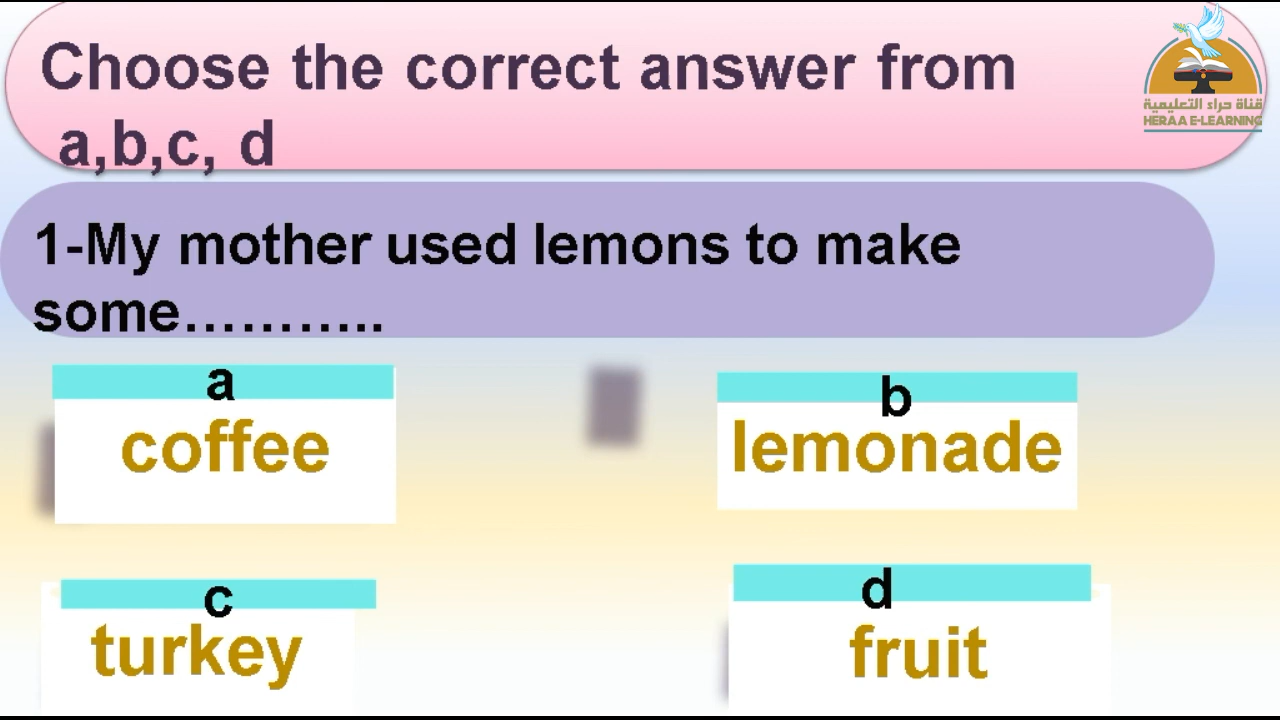 Choose the correct answer from
a,b,c, d
قناة حراء التعليمية
HERAA E-LEARNING
1-My mother used lemons to make
some………..
a
coffee
b
lemonade
c
turkey
d
fruit